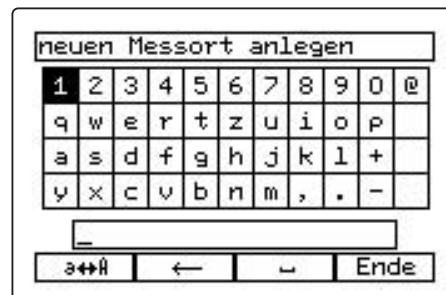 neuen Messort anlegen
1 2 3 4 5 6 7 8 9 0 @
q w e r t z u i o p
a s d f g h j k l +
y x c v b n m , . -
_
a↔A ← ⎵ Ende